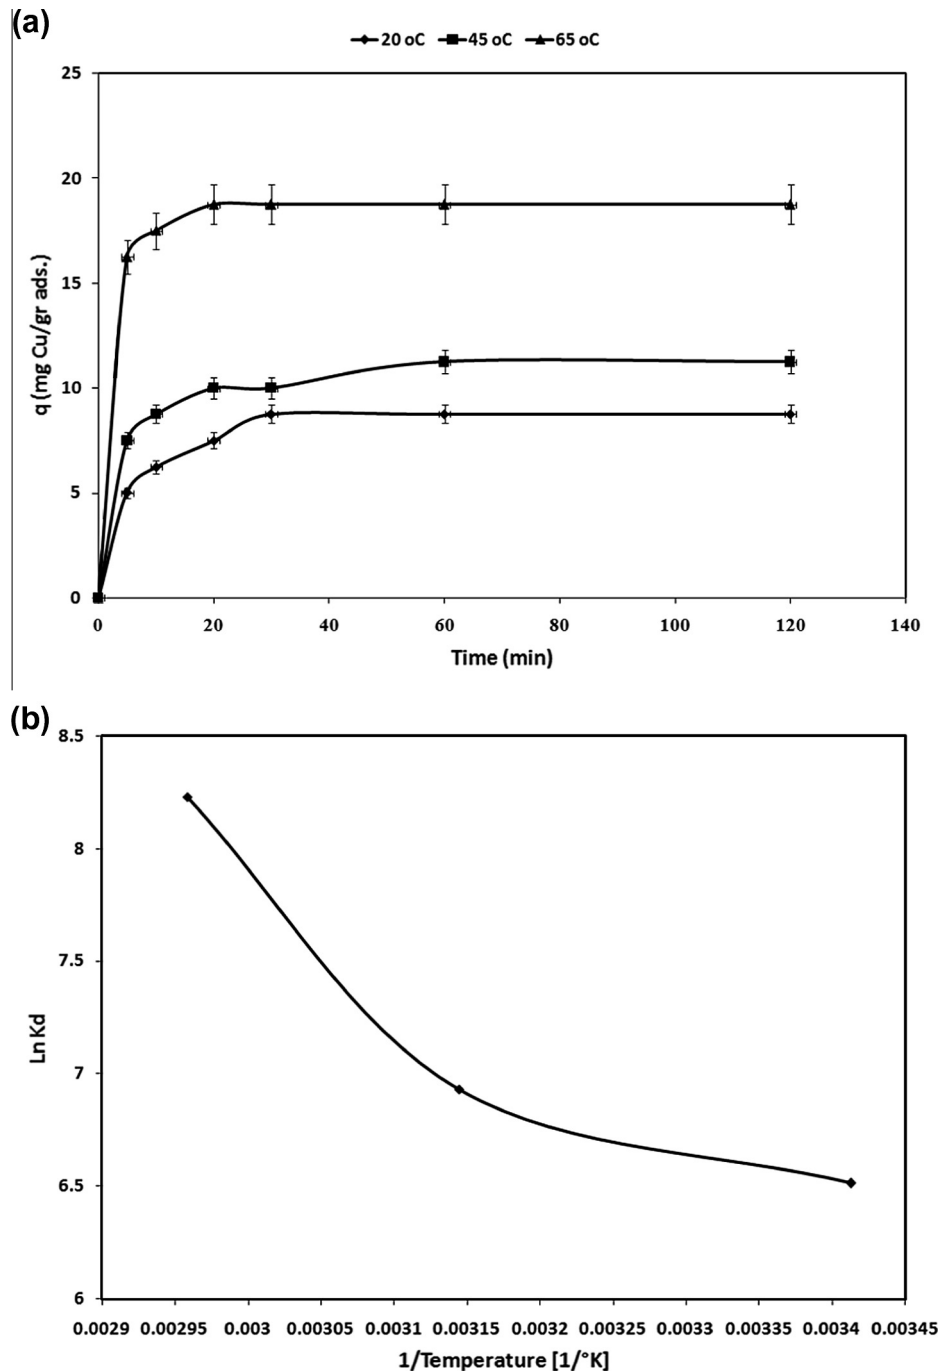 (a)
20 oC 45 oC 65 oC
25
20
15
10
5
0
q (mg Cu/gr ads.)
0 20 40 60 80 100 120 140
Time (min)
(b)
8.5
8
7.5
7
6.5
6
Ln Kd
0.0029 0.00295 0.003 0.00305 0.0031 0.00315 0.0032 0.00325 0.0033 0.00335 0.0034 0.00345
1/Temperature [1/°K]